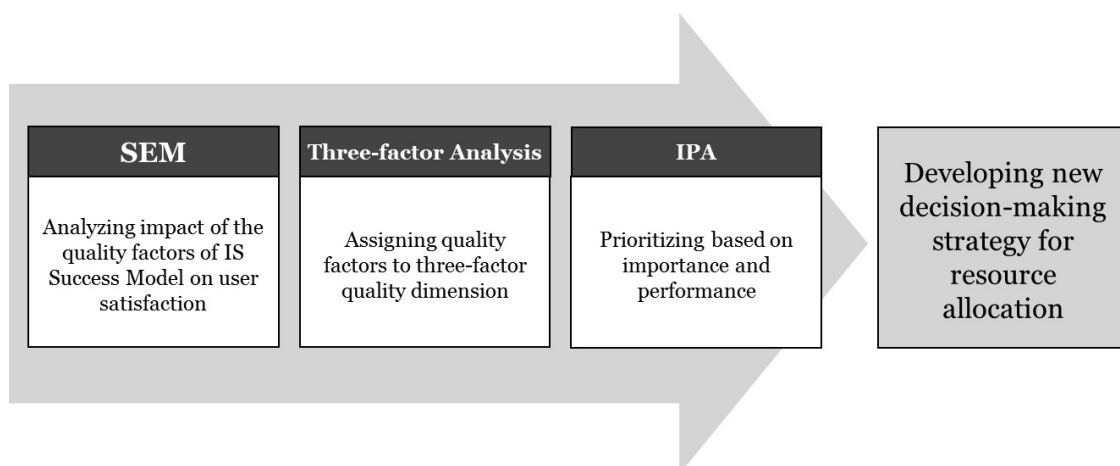 SEM
Analyzing impact of the
quality factors of IS
Success Model on user
satisfaction
Three-factor Analysis
Assigning quality
factors to three-factor
quality dimension
IPA
Prioritizing based on
importance and
performance
Developing new
decision-making
strategy for
resource
allocation